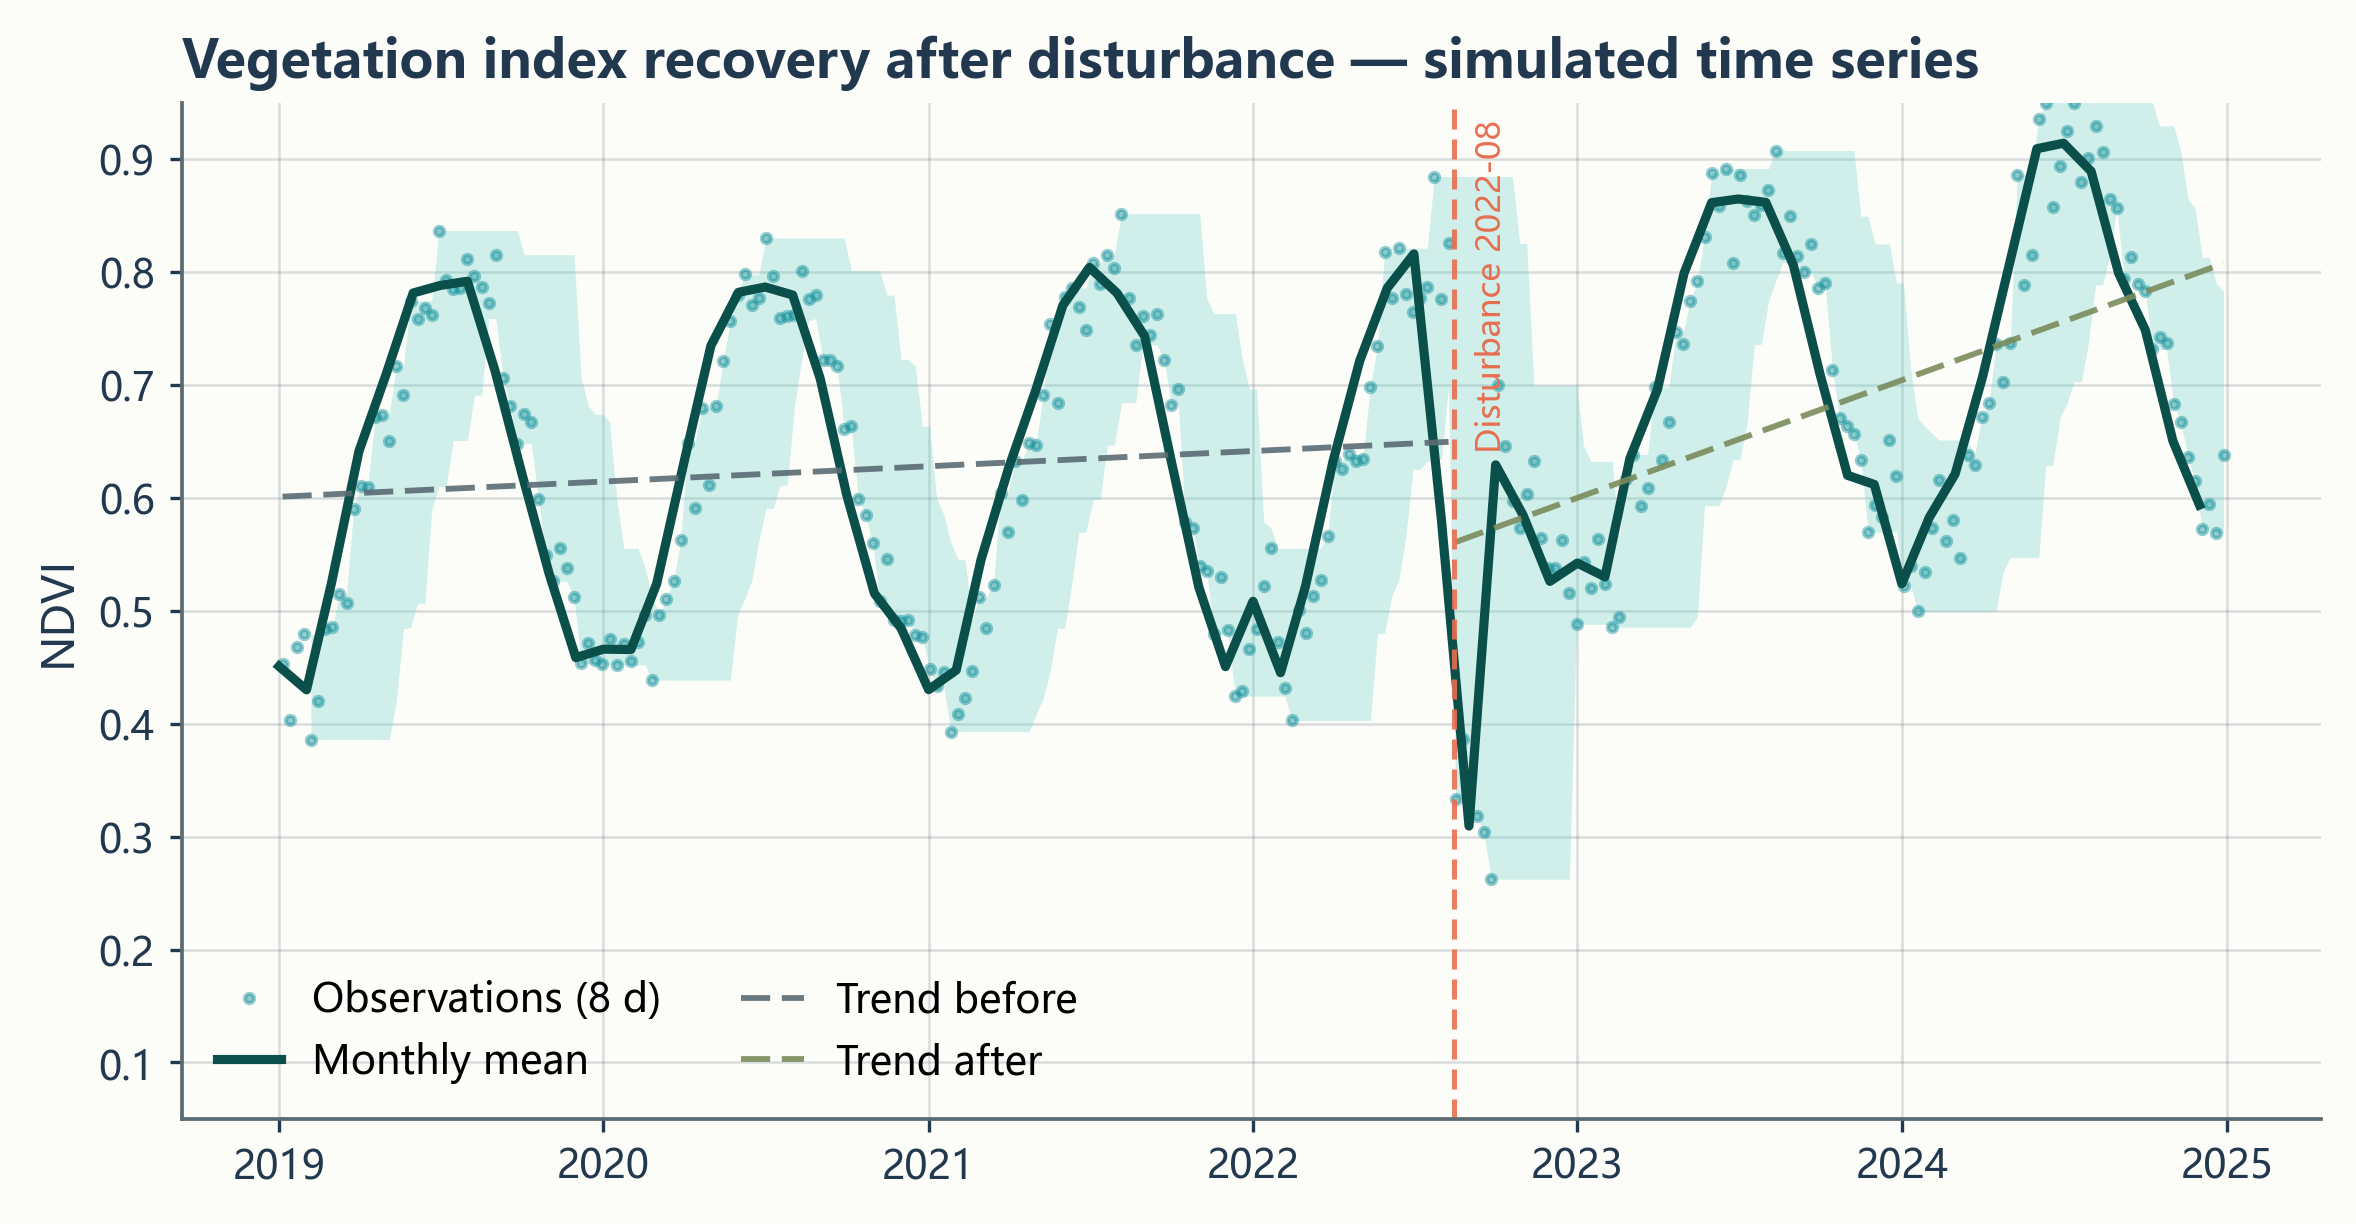 Vegetation index recovery after disturbance — simulated time series
NDVI
0.9
0.8
0.7
0.6
0.5
0.4
0.3
0.2
0.1
Disturbance 2022-08
Observations (8 d)
Monthly mean
Trend before
Trend after
2019
2020
2021
2022
2023
2024
2025